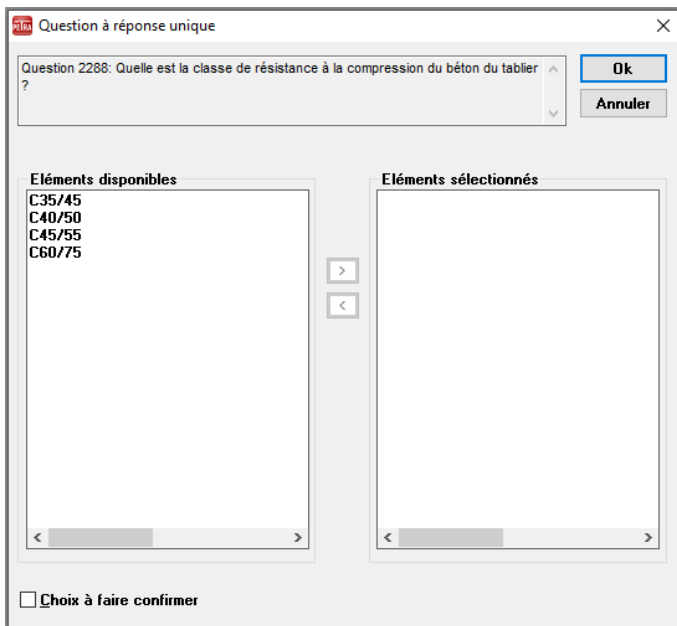 PETRA Question à réponse unique
Question 2288: Quelle est la classe de résistance à la compression du béton du tablier
?
Ok
Annuler
Eléments disponibles
C35/45
C40/50
C45/55
C60/75
>
<
Eléments sélectionnés
Choix à faire confirmer